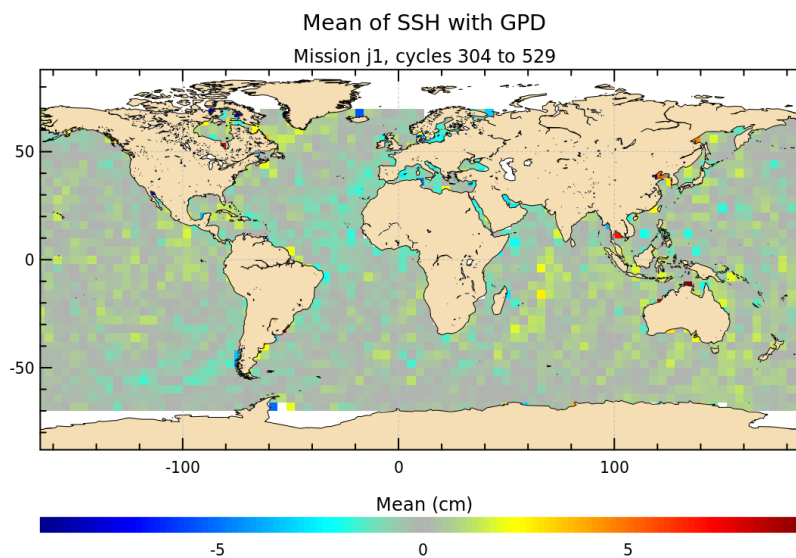 Mean of SSH with GPD
Mission j1, cycles 304 to 529
50
0
-50
-100 0 100
Mean (cm)
-5 0 5